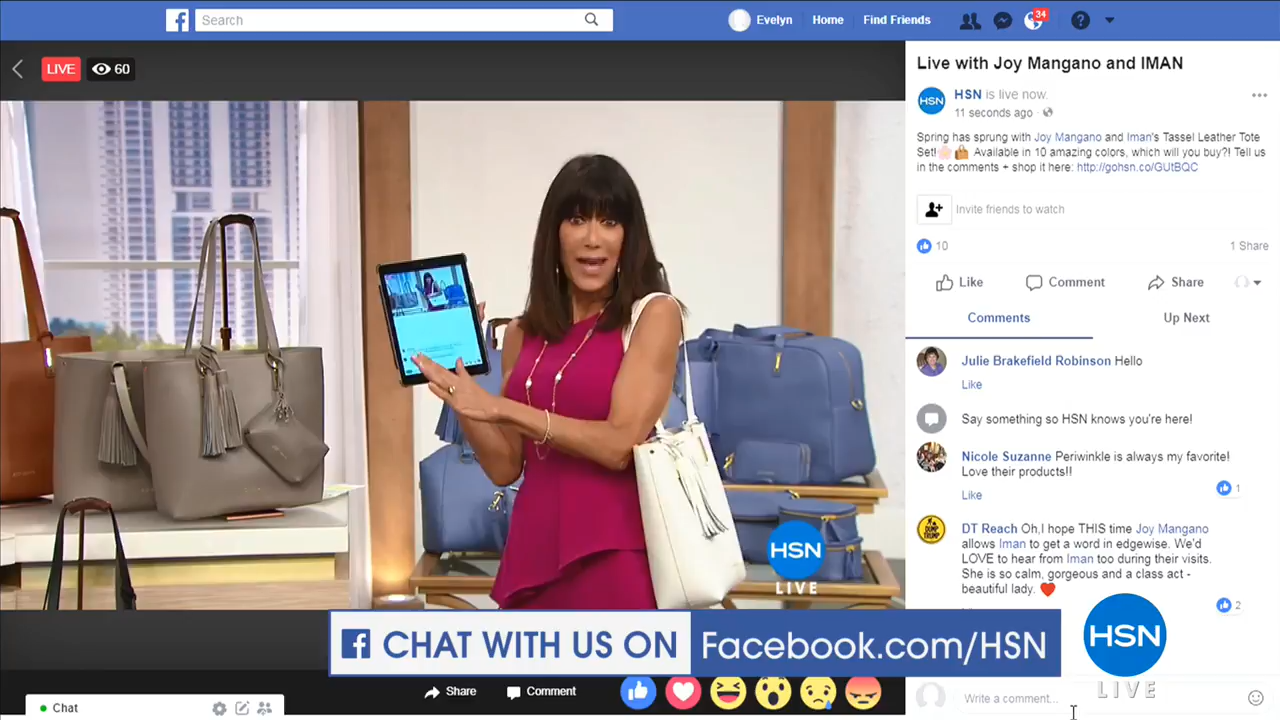 Search
Evelyn
Home
Find Friends
34
LIVE
60
Live with Joy Mangano and IMAN
HSN
HSN is live now.
11 seconds ago
Spring has sprung with Joy Mangano and Iman's Tassel Leather Tote
Set!🌸👜 Available in 10 amazing colors, which will you buy?! Tell us
in the comments + shop it here: http://gohsn.co/GUtBQC
Invite friends to watch
10
1 Share
Like
Comment
Share
Comments
Up Next
Julie Brakefield Robinson Hello
Like
Say something so HSN knows you're here!
Nicole Suzanne Periwinkle is always my favorite!
Love their products!!
Like
1
DUMP
TRUMP
DT Reach Oh,I hope THIS time Joy Mangano
allows Iman to get a word in edgewise. We'd
LOVE to hear from Iman too during their visits.
She is so calm, gorgeous and a class act -
beautiful lady. ❤
2
HSN
LIVE
CHAT WITH US ON
Facebook.com/HSN
HSN
LIVE
Share
Comment
Write a comment...
Chat